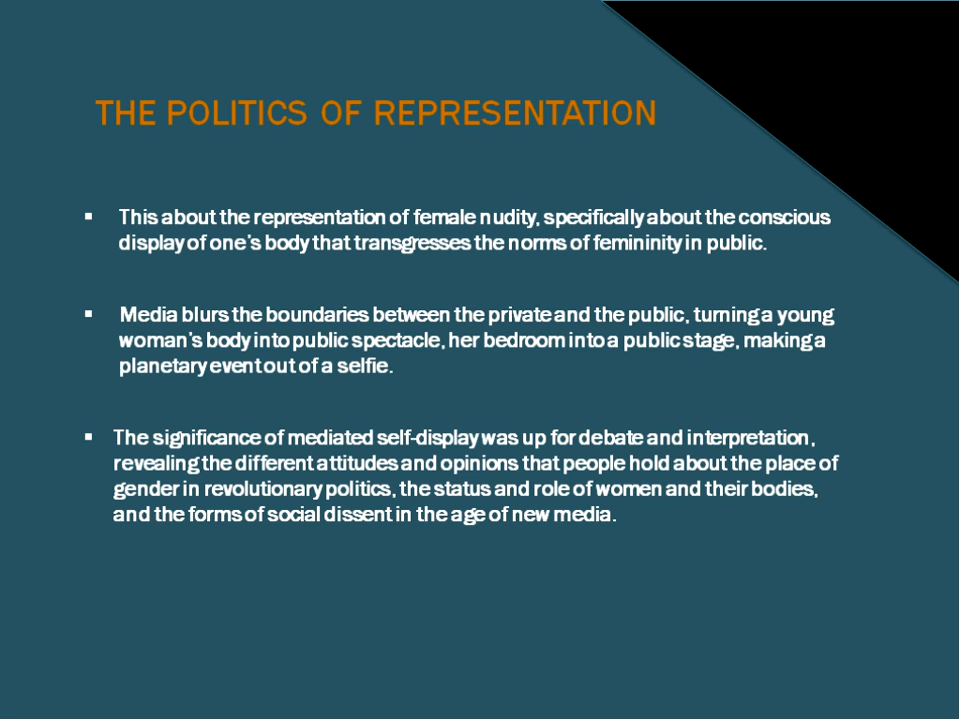 THE POLITICS OF REPRESENTATION
▪ This about the representation of female nudity, specifically about the conscious
display of one's body that transgresses the norms of femininity in public.
▪ Media blurs the boundaries between the private and the public, turning a young
woman's body into public spectacle, her bedroom into a public stage, making a
planetary event out of a selfie.
▪ The significance of mediated self-display was up for debate and interpretation,
revealing the different attitudes and opinions that people hold about the place of
gender in revolutionary politics, the status and role of women and their bodies,
and the forms of social dissent in the age of new media.